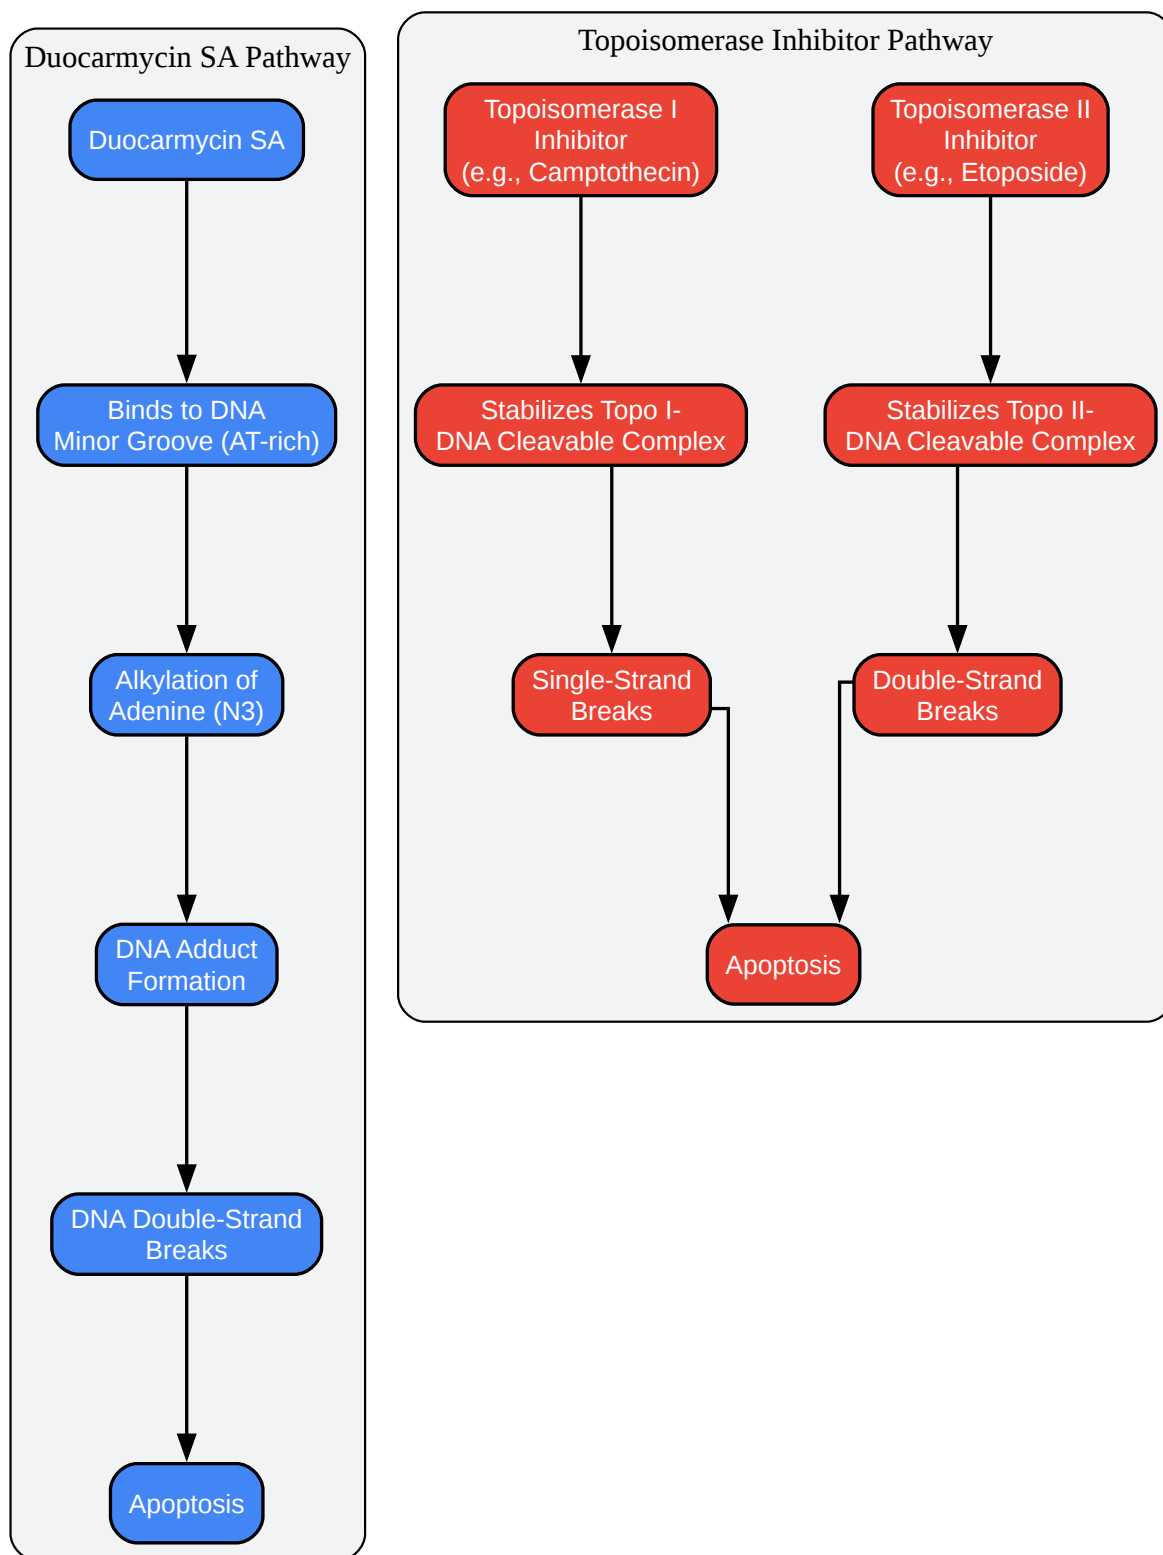 Duocarmycin SA Pathway
Duocarmycin SA
Binds to DNA
Minor Groove (AT-rich)
Alkylation of
Adenine (N3)
DNA Adduct
Formation
DNA Double-Strand
Breaks
Apoptosis
Topoisomerase Inhibitor Pathway
Topoisomerase I
Inhibitor
(e.g., Camptothecin)
Topoisomerase II
Inhibitor
(e.g., Etoposide)
Stabilizes Topo I-
DNA Cleavable Complex
Stabilizes Topo II-
DNA Cleavable Complex
Single-Strand
Breaks
Double-Strand
Breaks
Apoptosis